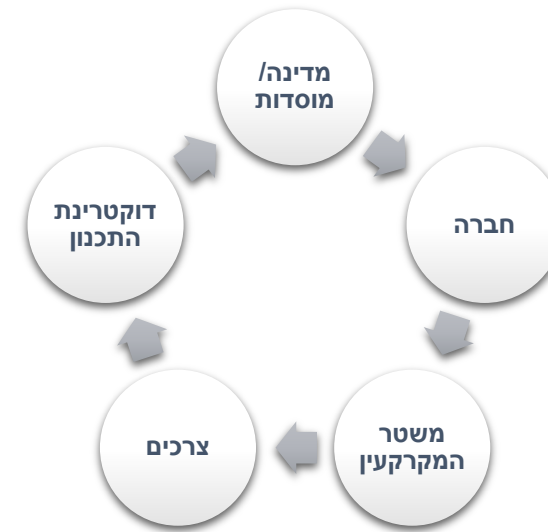 מדינה/
מוסדות
חברה
משטר
המקרקעין
צרכים
דוקטרינת
התכנון